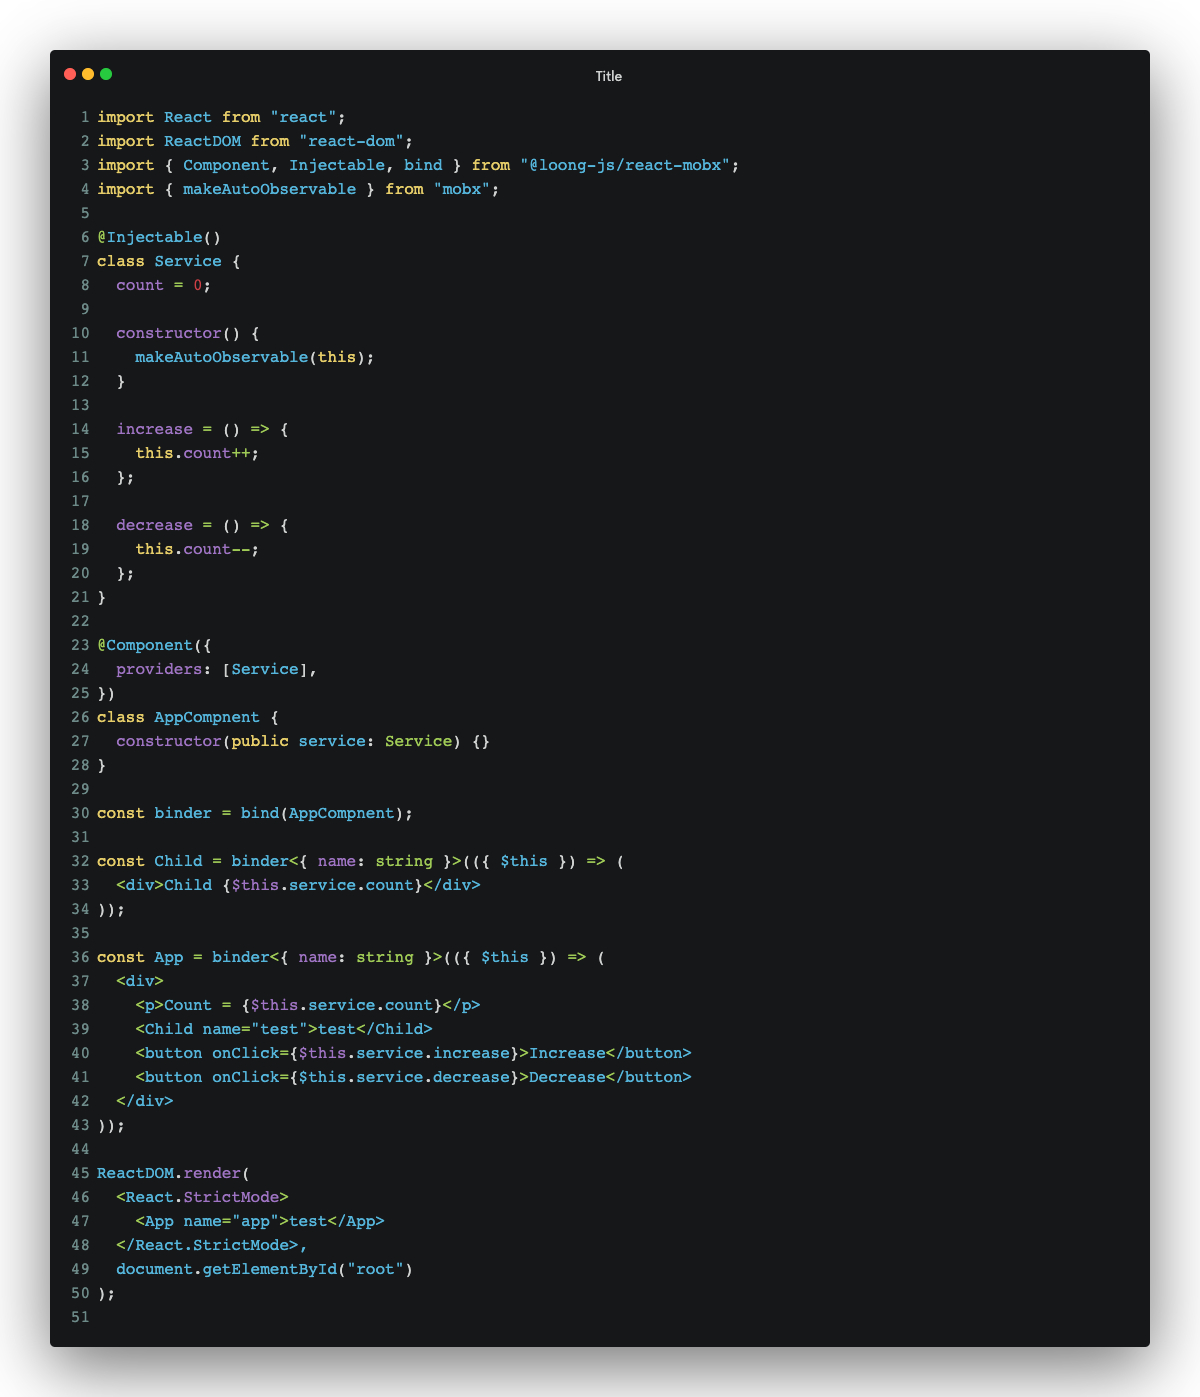 Title
1 import React from "react";
2 import ReactDOM from "react-dom";
3 import { Component, Injectable, bind } from "@loong-js/react-mobx";
4 import { makeAutoObservable } from "mobx";
5
6 @Injectable()
7 class Service {
8   count = 0;
9
10   constructor() {
11     makeAutoObservable(this);
12   }
13
14   increase = () => {
15     this.count++;
16   };
17
18   decrease = () => {
19     this.count--;
20   };
21 }
22
23 @Component({
24   providers: [Service],
25 })
26 class AppCompnent {
27   constructor(public service: Service) {}
28 }
29
30 const binder = bind(AppCompnent);
31
32 const Child = binder<{ name: string }>(({ $this }) => (
33   <div>Child {$this.service.count}</div>
34 ));
35
36 const App = binder<{ name: string }>(({ $this }) => (
37   <div>
38     <p>Count = {$this.service.count}</p>
39     <Child name="test">test</Child>
40     <button onClick={$this.service.increase}>Increase</button>
41     <button onClick={$this.service.decrease}>Decrease</button>
42   </div>
43 ));
44
45 ReactDOM.render(
46   <React.StrictMode>
47     <App name="app">test</App>
48   </React.StrictMode>,
49   document.getElementById("root")
50 );
51